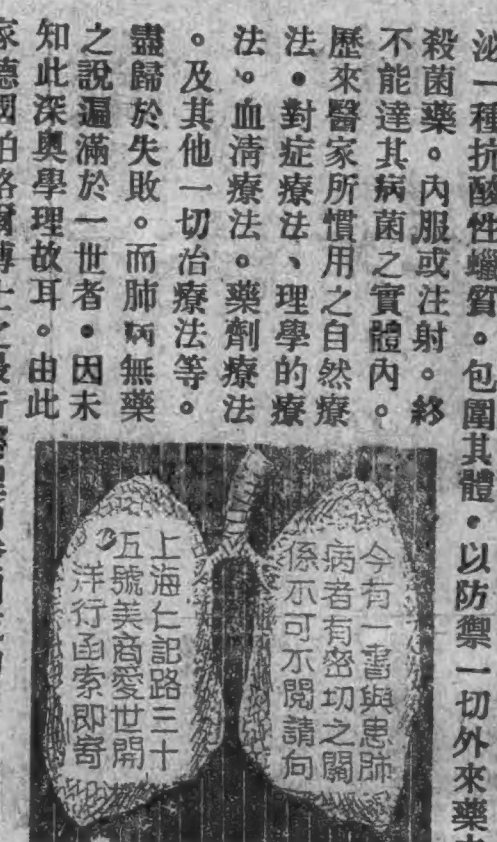 泌一種抗酸性蠟質。包圍其體。以防禦一切外來藥
殺菌藥。內服或注射。終
不能達其病菌之實體內。
歷來醫家所慣用之自然療
法。對症療法、理學的療
法。血清療法。藥劑療法
。及其他一切治療法等。
盡歸於失敗。而肺病無藥
之說遍滿於一世者。因未
知此深奧學理故耳。由此
家德國柏格爾博士之最新
今有一書與患肺
病者有密切之關
係不可不閱請向
上海仁記路三十
五號美商愛世開
洋行函索即寄